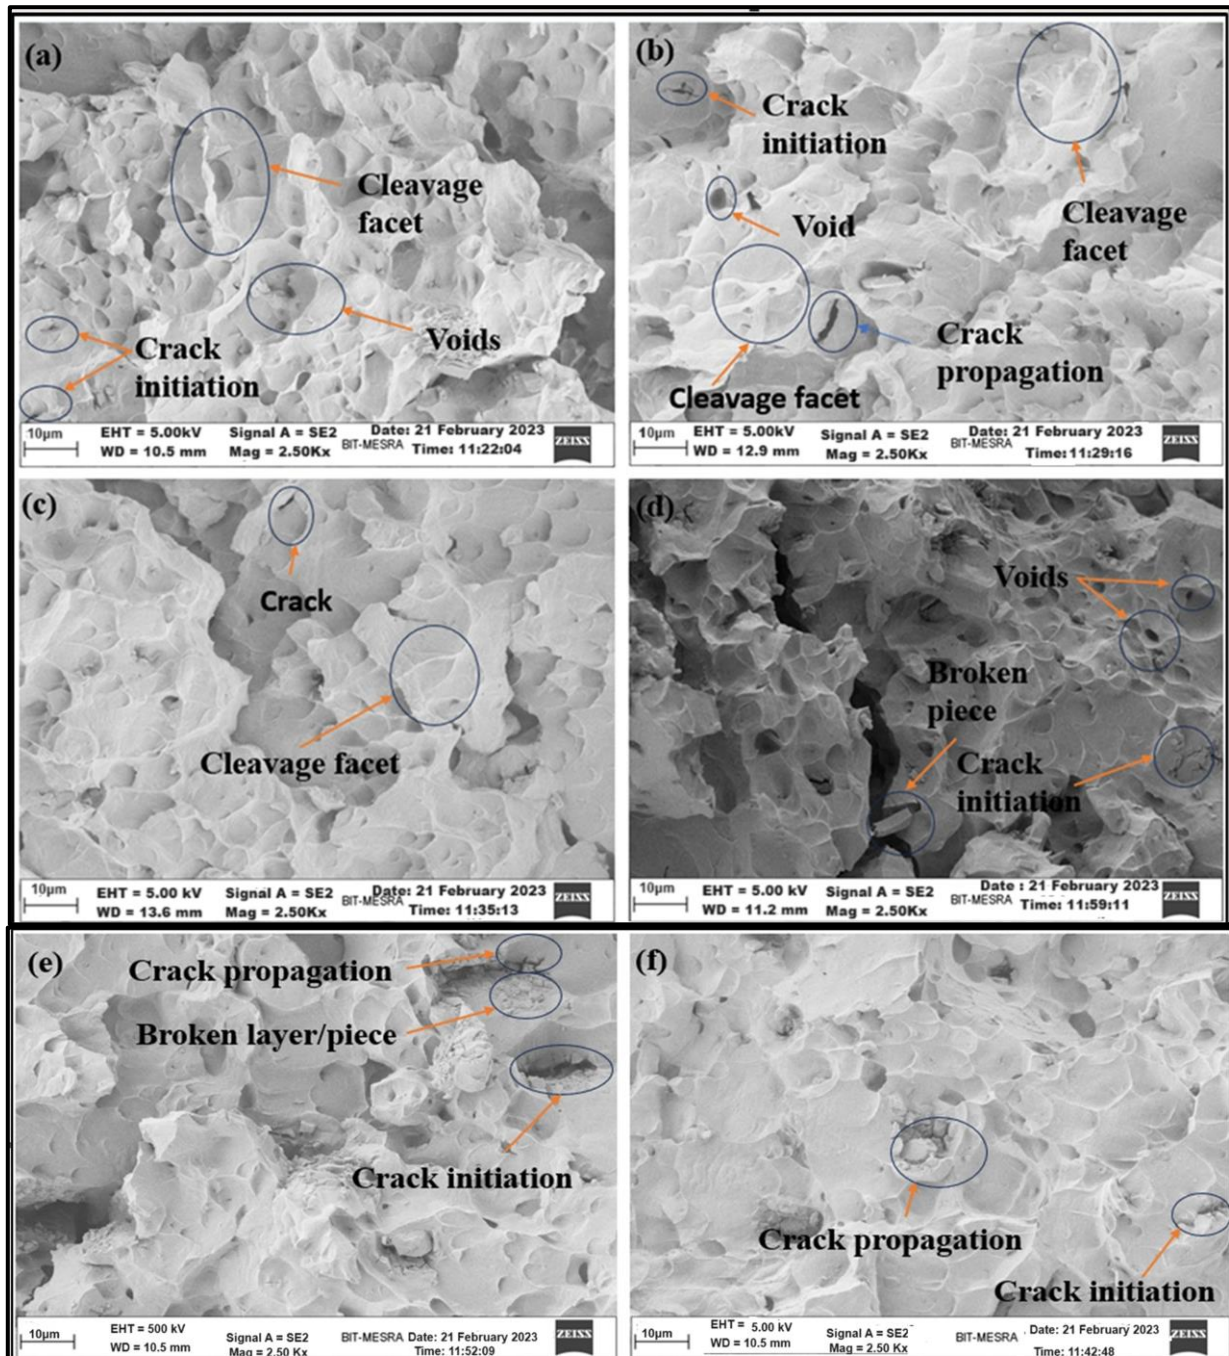 (a)
Cleavage
facet
Voids
Crack
initiation
10µm
EHT = 5.00kV
WD = 10.5 mm
Signal A = SE2
Mag = 2.50Kx
Date: 21 February 2023
BIT-MESRA
Time: 11:22:04
ZEISS
(b)
Crack
initiation
Void
Cleavage
facet
Crack
propagation
Cleavage facet
10µm
EHT = 5.00kV
WD = 12.9 mm
Signal A = SE2
Mag = 2.50Kx
Date: 21 February 2023
BIT-MESRA
Time: 11:29:16
ZEISS
(c)
Crack
Cleavage facet
10µm
EHT = 5.00 kV
WD = 13.6 mm
Signal A = SE2
Mag = 2.50Kx
Date: 21 February 2023
BIT-MESRA
Time: 11:35:13
ZEISS
(d)
Voids
Broken
piece
Crack
initiation
10µm
EHT = 5.00 kV
WD = 11.2 mm
Signal A = SE2
Mag = 2.50Kx
Date : 21 February 2023
BIT-MESRA
Time: 11:59:11
ZEISS
(e)
Crack propagation
Broken layer/piece
Crack initiation
10µm
EHT = 500 kV
WD = 10.5 mm
Signal A = SE2
Mag = 2.50 Kx
BIT-MESRA
Date: 21 February 2023
Time: 11:52:09
ZEISS
(f)
Crack propagation
Crack initiation
10µm
EHT = 5.00 kV
WD = 10.5 mm
Signal A = SE2
Mag = 2.50 Kx
BIT-MESRA
Date: 21 February 2023
Time: 11:42:48
ZEISS